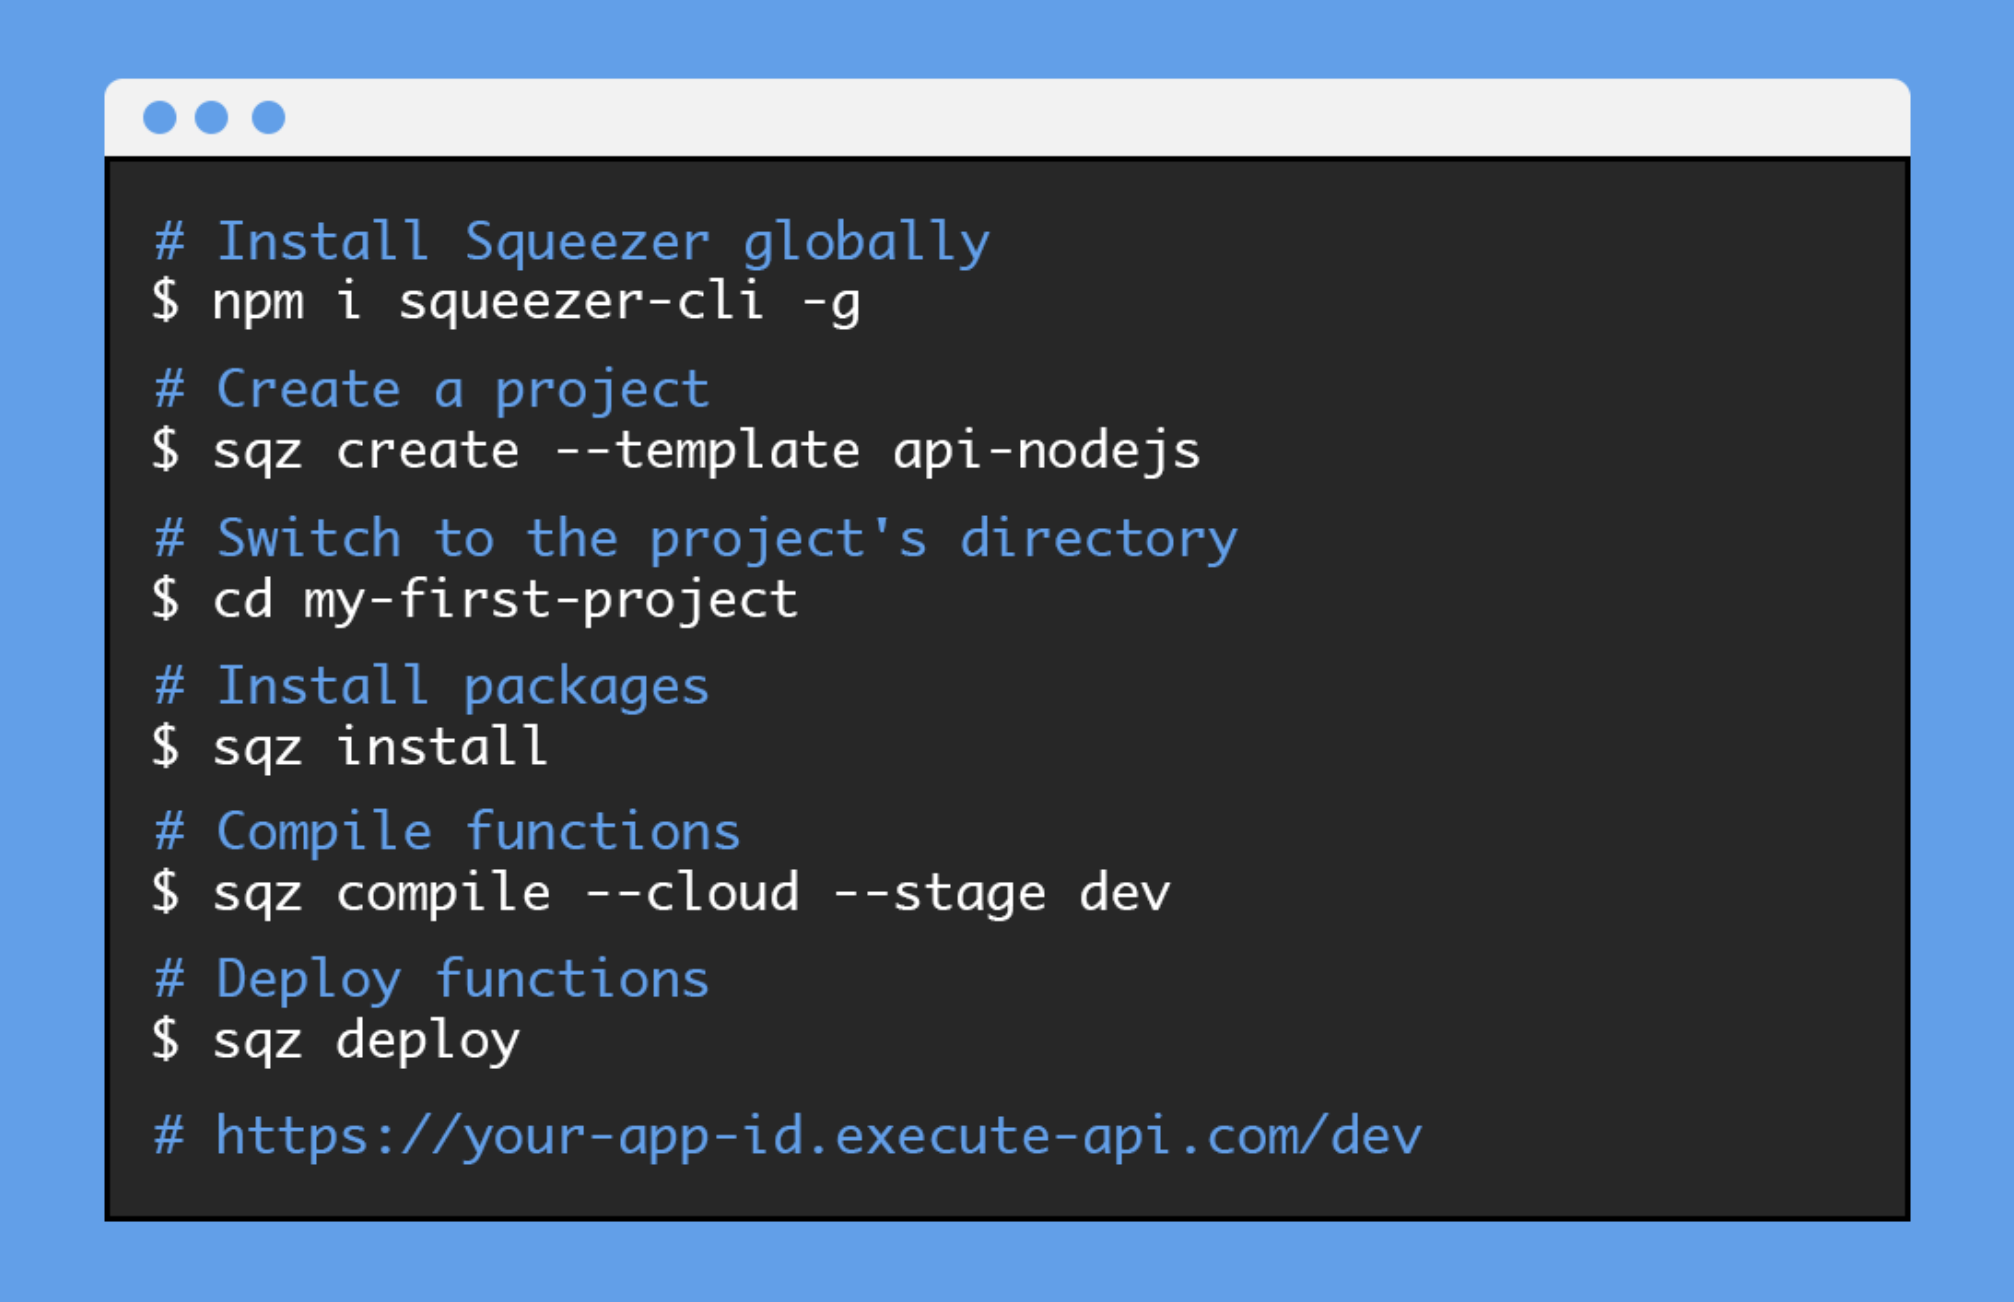 # Install Squeezer globally
$ npm i squeezer-cli -g
# Create a project
$ sqz create --template api-nodejs
# Switch to the project's directory
$ cd my-first-project
# Install packages
$ sqz install
# Compile functions
$ sqz compile --cloud --stage dev
# Deploy functions
$ sqz deploy
# https://your-app-id.execute-api.com/dev